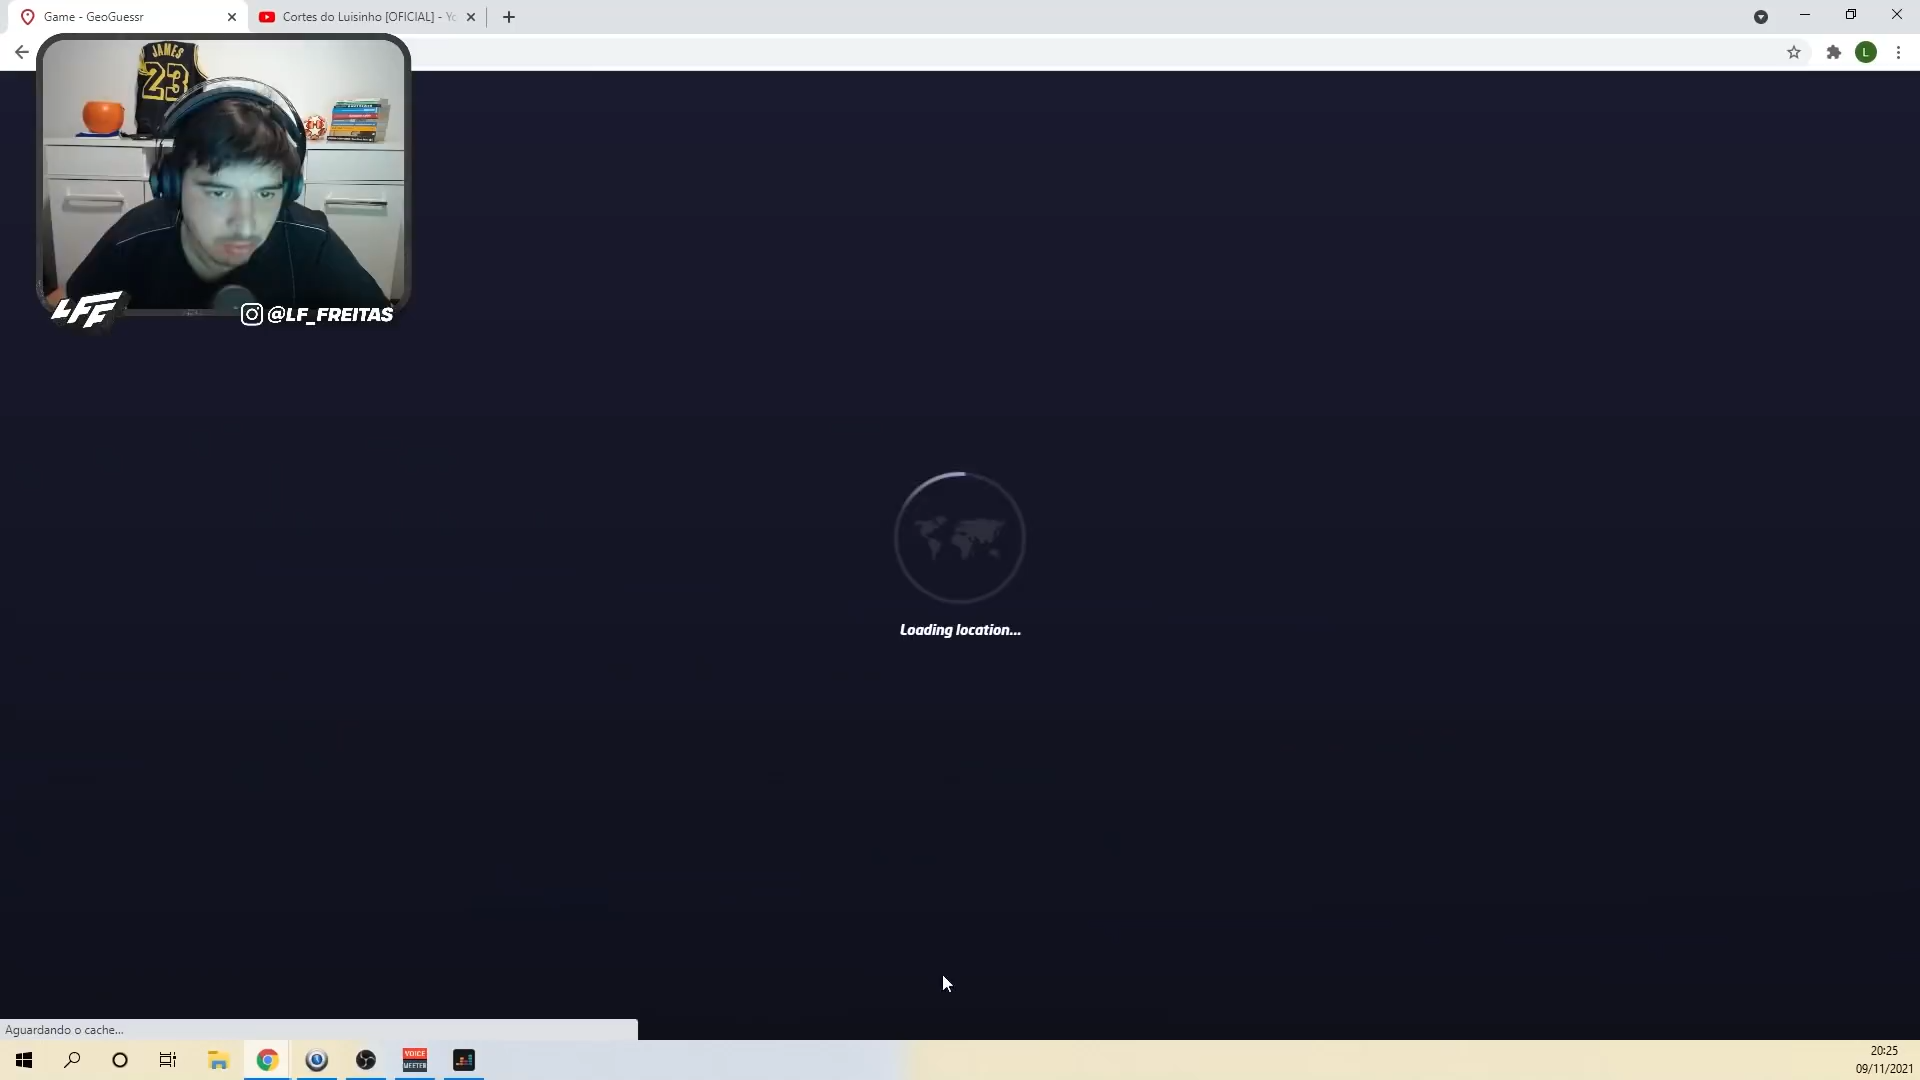 Game - GeoGuessr
Cortes do Luisinho [OFICIAL] - Yo
L
JAMES
23
LFF
@LF_FREITAS
Loading location...
Aguardando o cache...
VOICE
MEETER
20:25
09/11/2021